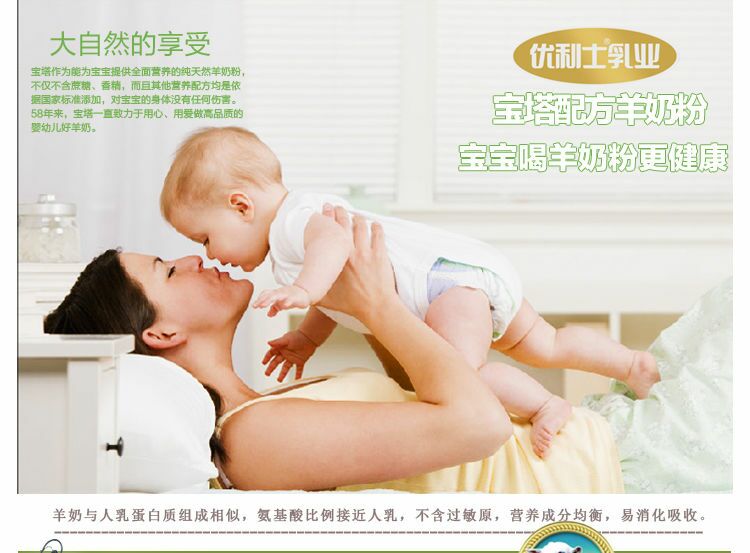 大自然的享受
宝塔作为能为宝宝提供全面营养的纯天然羊奶粉，
不仅不含蔗糖、香精，而且其他营养配方均是依
据国家标准添加，对宝宝的身体没有任何伤害。
58年来，宝塔一直致力于用心、用爱做高品质的
婴幼儿好羊奶。
优利士®乳业
宝塔配方羊奶粉
宝宝喝羊奶粉更健康
羊奶与人乳蛋白质组成相似，氨基酸比例接近人乳，不含过敏原，营养成分均衡，易消化吸收。